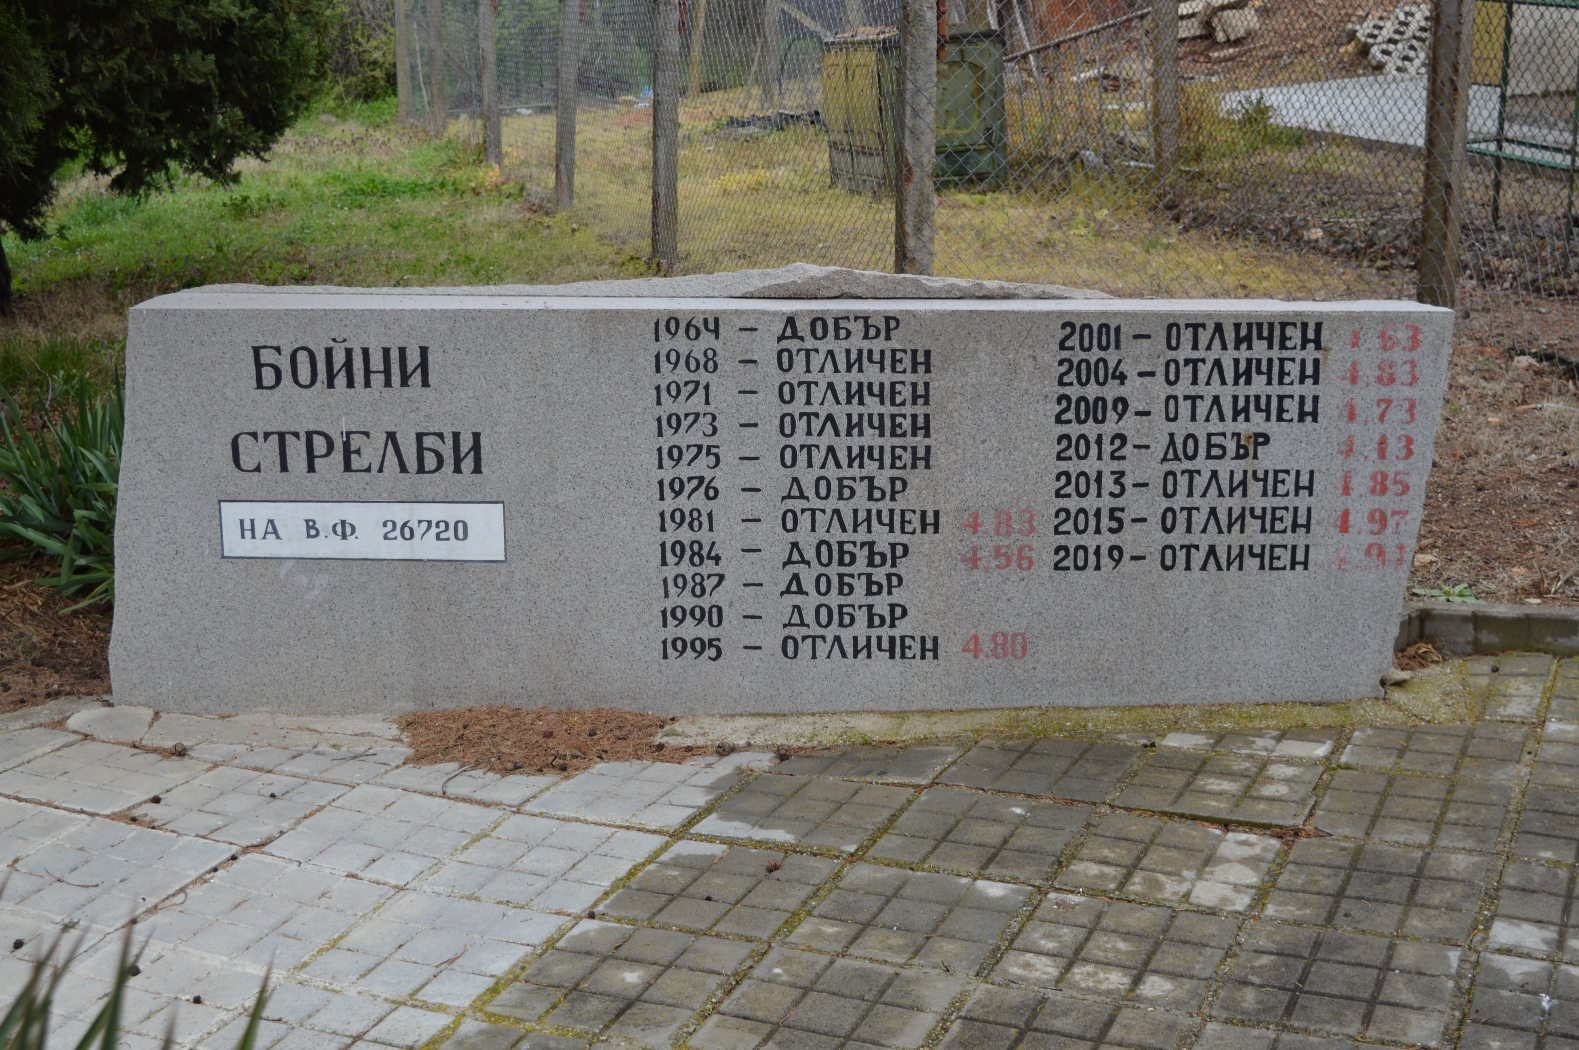 БОЙНИ
СТРЕЛБИ
НА В.Ф. 26720
1964 – ДОБЪР
1968 – ОТЛИЧЕН
1971 – ОТЛИЧЕН
1973 – ОТЛИЧЕН
1975 – ОТЛИЧЕН
1976 – ДОБЪР
1981 – ОТЛИЧЕН 4.83
1984 – ДОБЪР 4.56
1987 – ДОБЪР
1990 – ДОБЪР
1995 – ОТЛИЧЕН 4.80
2001 – ОТЛИЧЕН
2004 – ОТЛИЧЕН 4.83
2009 – ОТЛИЧЕН 4.73
2012 – ДОБЪР 4.13
2013 – ОТЛИЧЕН
2015 – ОТЛИЧЕН 4.97
2019 – ОТЛИЧЕН